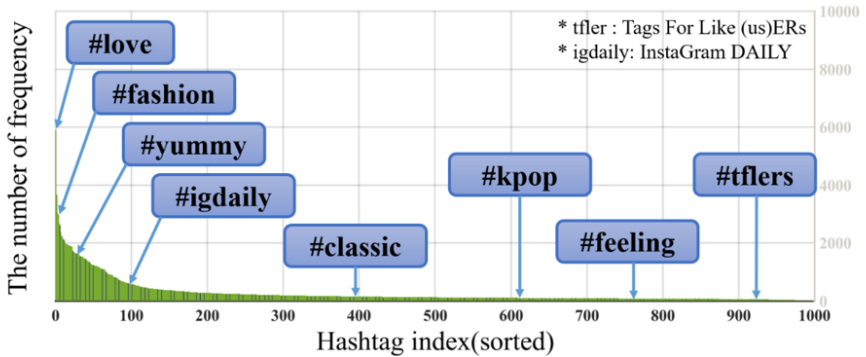 10000
* tfler : Tags For Like (us)ERs
* igdaily: InstaGram DAILY
#love
8000
#fashion
6000
#yummy
#kpop
#tflers
4000
#igdaily
#classic
#feeling
2000
0
The number of frequency
0 100 200 300 400 500 600 700 800 900 1000
Hashtag index(sorted)